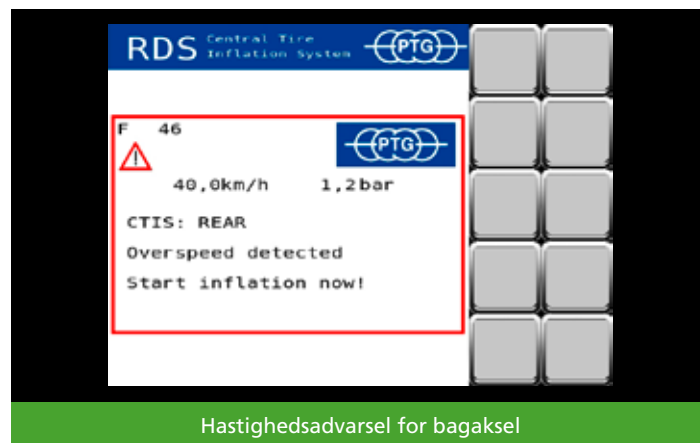 RDS Central Tire
Inflation System
PTG
F 46
PTG
40,0km/h 1,2bar
CTIS: REAR
Overspeed detected
Start inflation now!
Hastighedsadvarsel for bagaksel